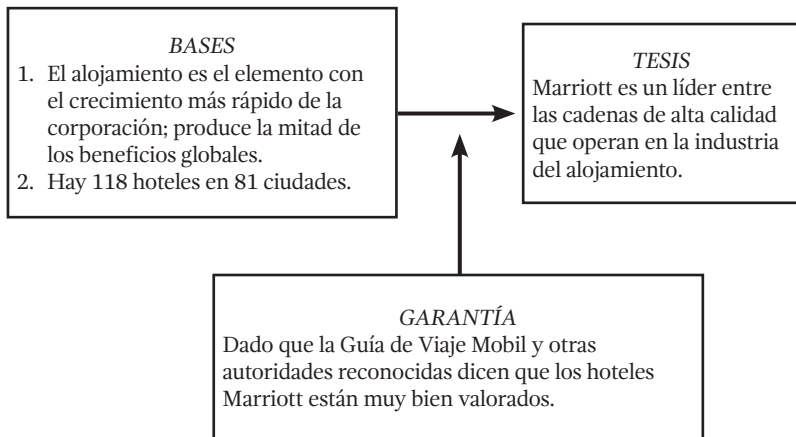 BASES
1. El alojamiento es el elemento con
el crecimiento más rápido de la
corporación; produce la mitad de
los beneficios globales.
2. Hay 118 hoteles en 81 ciudades.
TESIS
Marriott es un líder entre
las cadenas de alta calidad
que operan en la industria
del alojamiento.
GARANTÍA
Dado que la Guía de Viaje Mobil y otras
autoridades reconocidas dicen que los hoteles
Marriott están muy bien valorados.